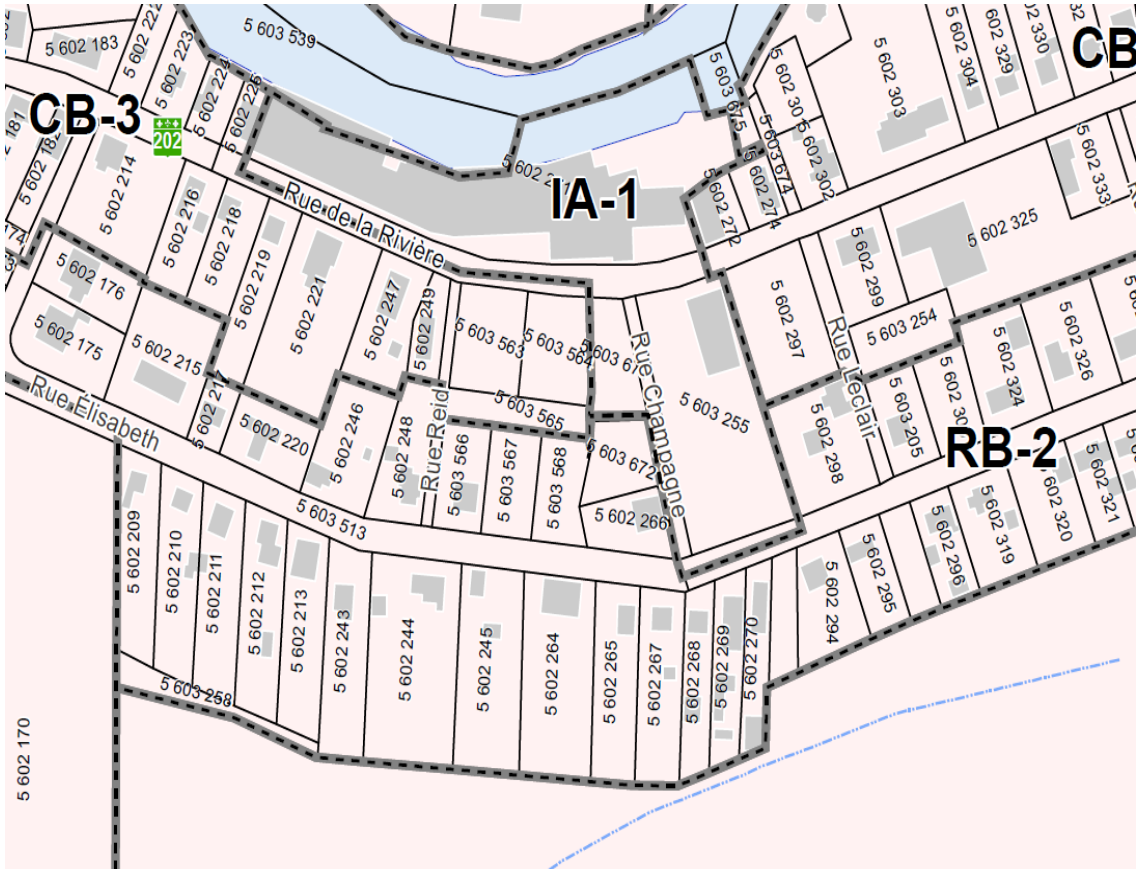 5 603 539
5 602 183
5 602 222
5 602 223
5 602 224
5 602 226
CB-3
202
5 602 182
5 602 214
5 602 216
5 602 218
5 602 219
5 602 221
5 602 247
5 602 249
Rue de la Rivière
IA-1
5 603 675
5 602 303
5 602 304
5 602 329
CB
5 603 674
5 602 302
5 602 274
5 602 272
5 602 333
5 602 325
5 602 299
5 602 297
5 603 254
Rue Leclair
5 602 176
5 602 175
5 602 215
5 602 217
5 602 220
5 602 246
5 602 248
Rue Reid
5 603 563
5 603 564
5 603 565
5 603 566
5 603 567
5 603 568
5 603 672
5 602 266
Rue Champagne
5 603 255
5 602 298
5 603 205
5 602 324
5 602 326
RB-2
Rue Élisabeth
5 603 513
5 602 209
5 602 210
5 602 211
5 602 212
5 602 213
5 602 243
5 602 244
5 602 245
5 602 264
5 602 265
5 602 267
5 602 268
5 602 269
5 602 270
5 602 294
5 602 295
5 602 296
5 602 319
5 602 320
5 602 321
5 603 258
5 602 170